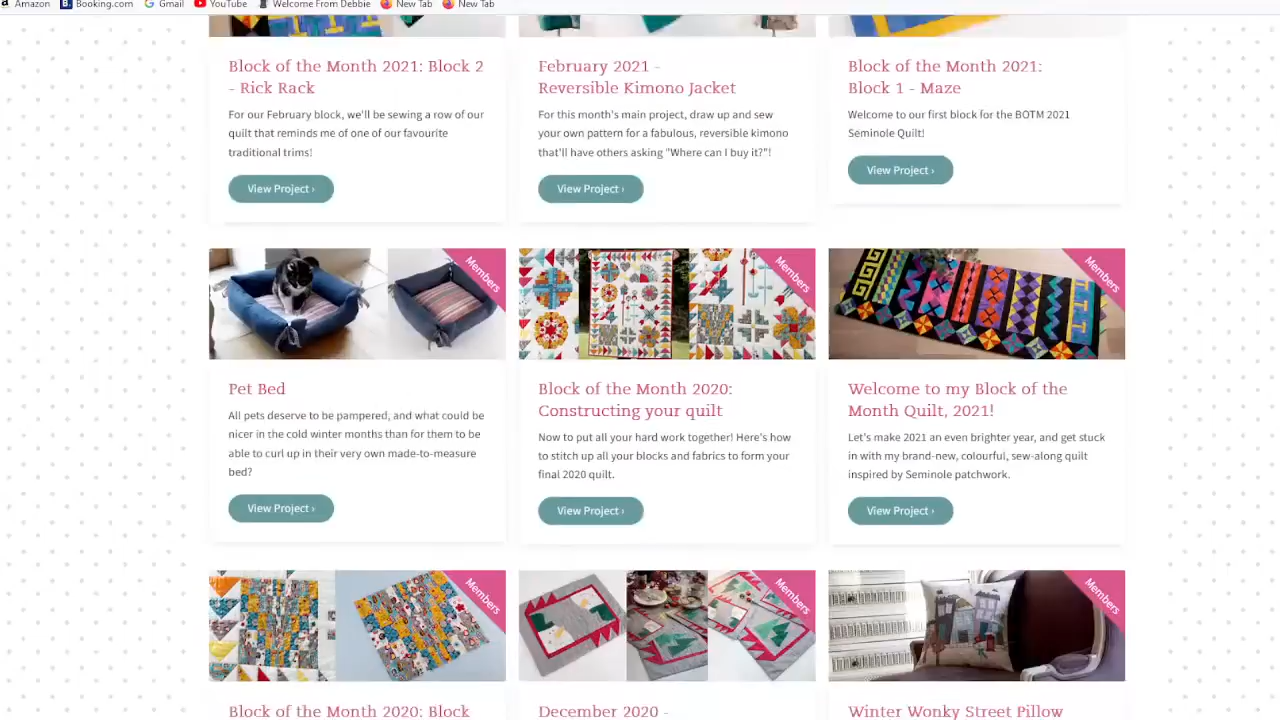 Amazon
Booking.com
Gmail
YouTube
Welcome From Debbie
New Tab
New Tab
Block of the Month 2021: Block 2
- Rick Rack
For our February block, we'll be sewing a row of our
quilt that reminds me of one of our favourite
traditional trims!
View Project ›
February 2021 -
Reversible Kimono Jacket
For this month's main project, draw up and sew
your own pattern for a fabulous, reversible kimono
that'll have others asking "Where can I buy it?"!
View Project ›
Block of the Month 2021:
Block 1 - Maze
Welcome to our first block for the BOTM 2021
Seminole Quilt!
View Project ›
Members
Pet Bed
All pets deserve to be pampered, and what could be
nicer in the cold winter months than for them to be
able to curl up in their very own made-to-measure
bed?
View Project ›
Members
Block of the Month 2020:
Constructing your quilt
Now to put all your hard work together! Here's how
to stitch up all your blocks and fabrics to form your
final 2020 quilt.
View Project ›
Members
Welcome to my Block of the
Month Quilt, 2021!
Let's make 2021 an even brighter year, and get stuck
in with my brand-new, colourful, sew-along quilt
inspired by Seminole patchwork.
View Project ›
Members
Block of the Month 2020: Block
Members
December 2020 -
Members
Winter Wonky Street Pillow